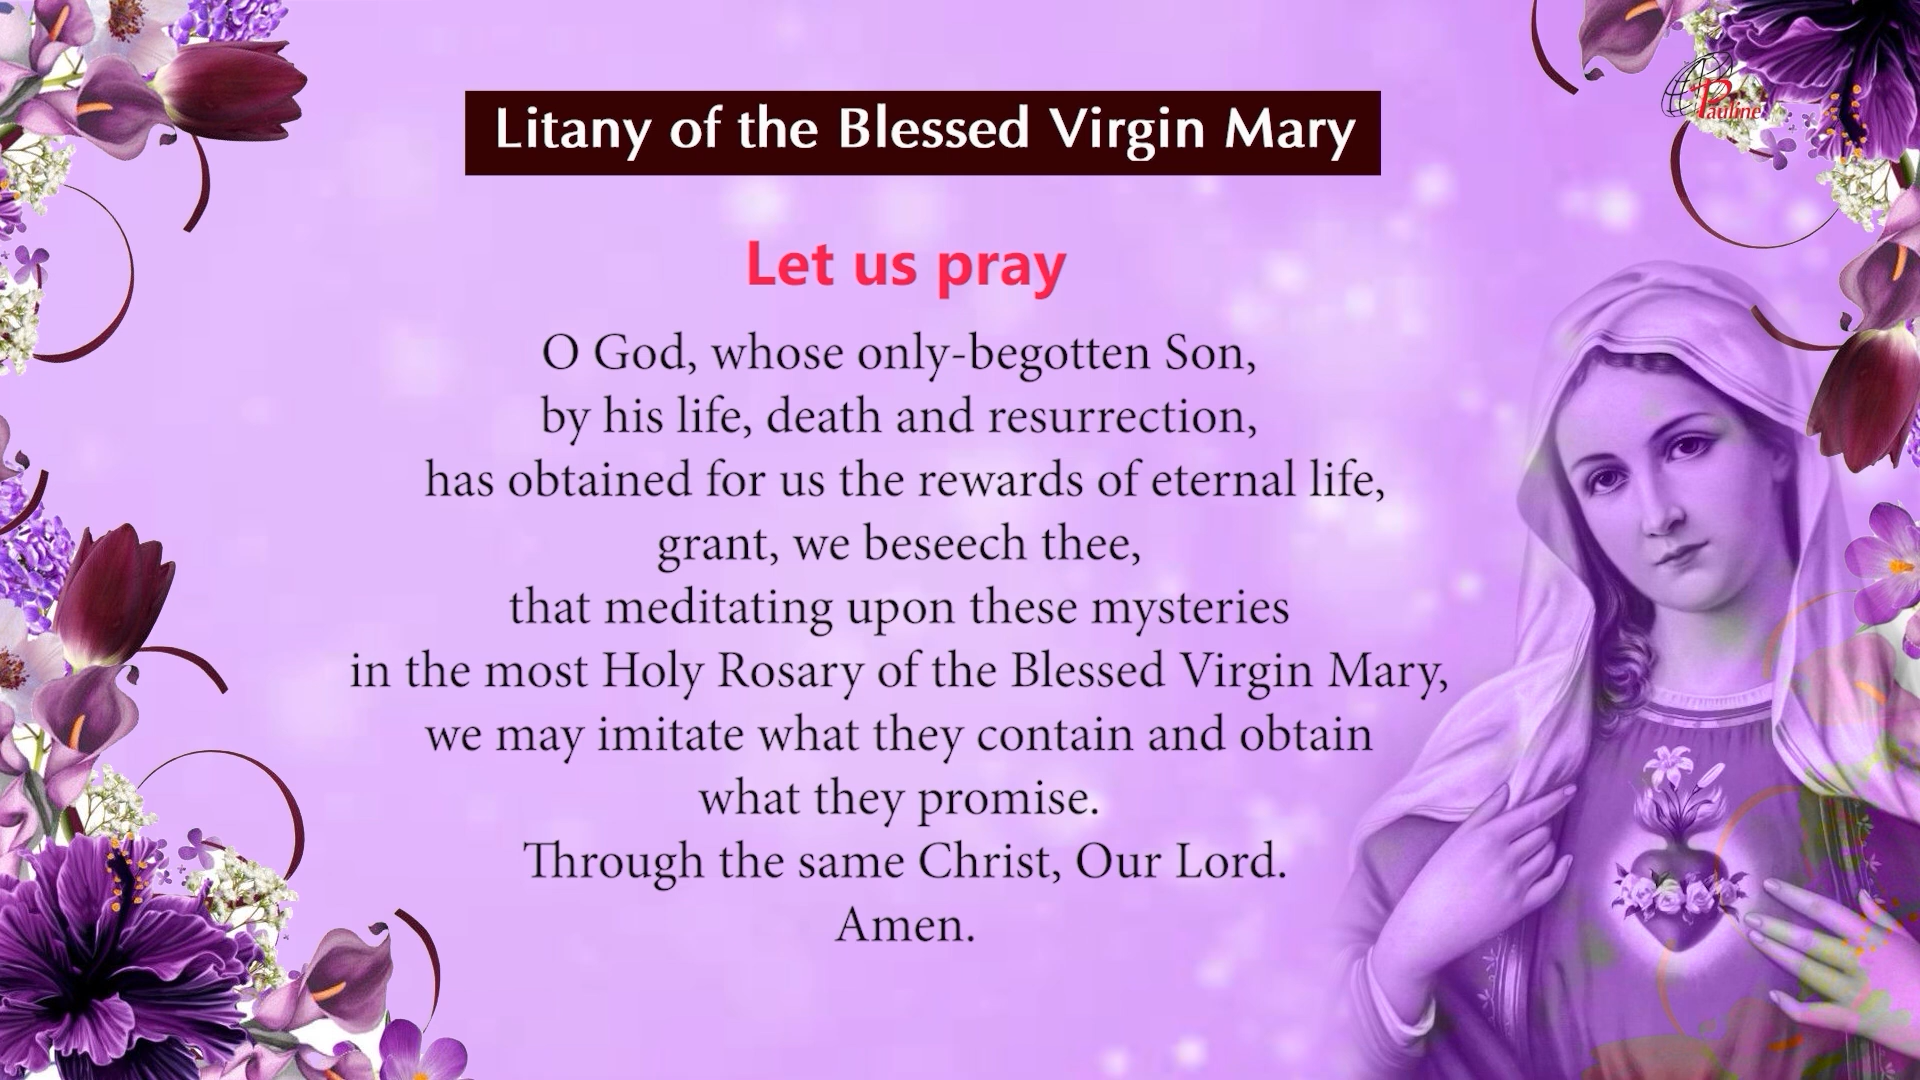 Pauline
Litany of the Blessed Virgin Mary
Let us pray
O God, whose only-begotten Son,
by his life, death and resurrection,
has obtained for us the rewards of eternal life,
grant, we beseech thee,
that meditating upon these mysteries
in the most Holy Rosary of the Blessed Virgin Mary,
we may imitate what they contain and obtain
what they promise.
Through the same Christ, Our Lord.
Amen.